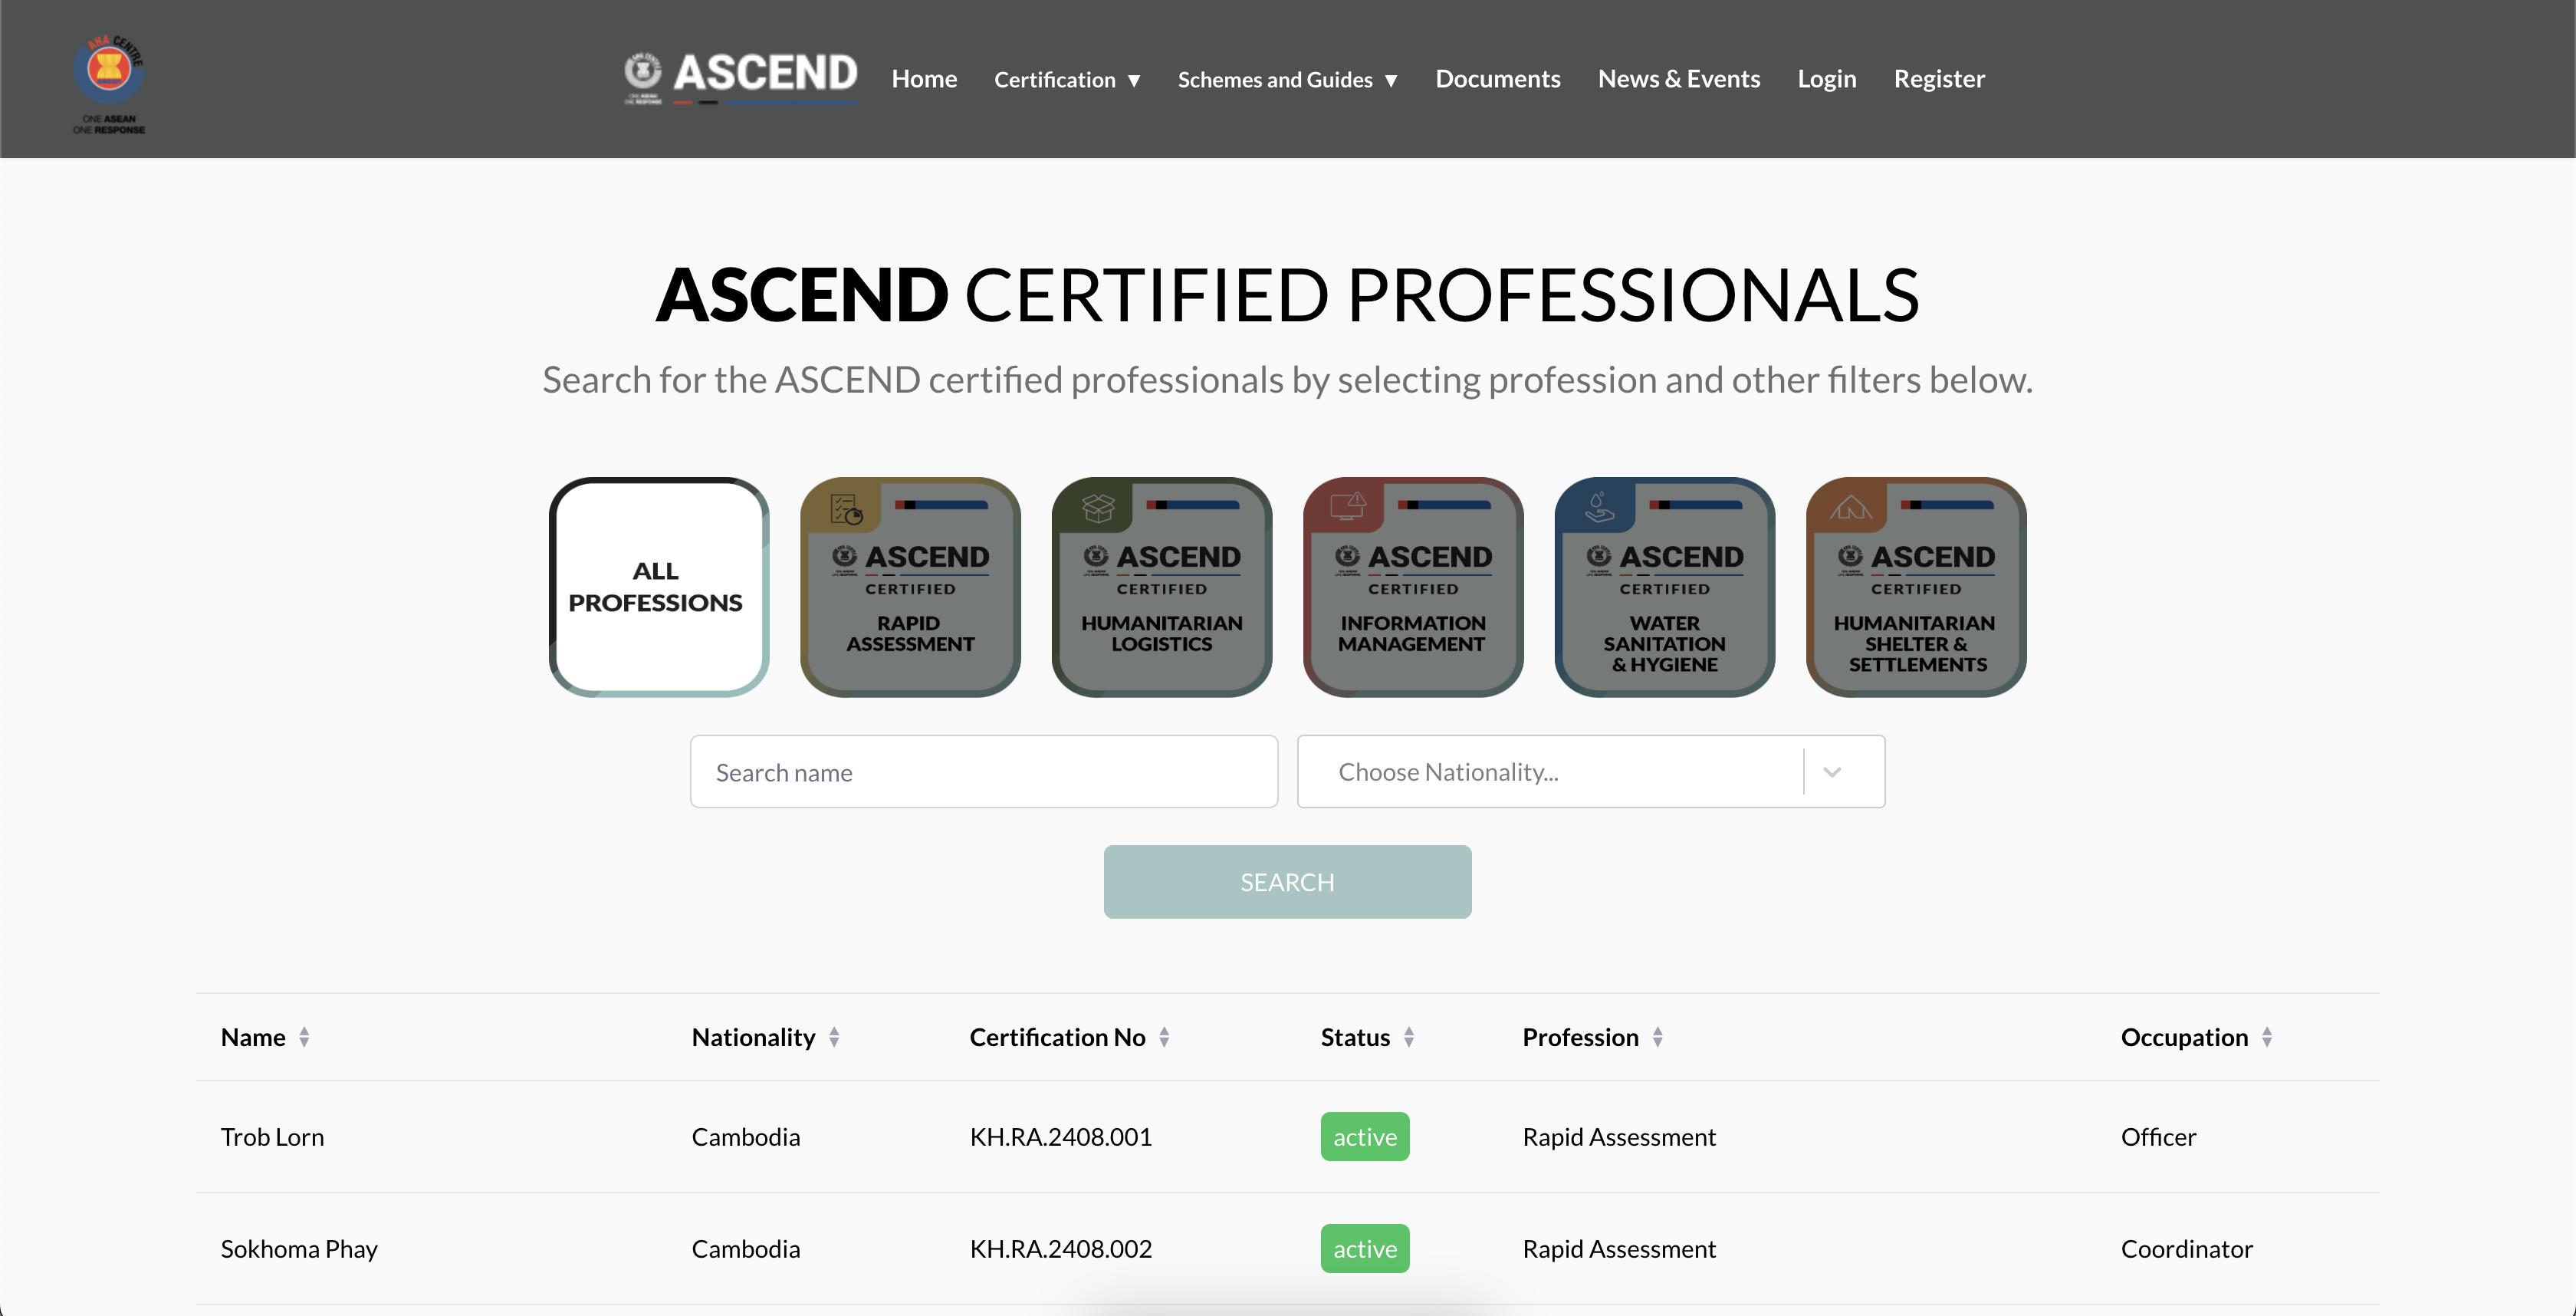 AHA CENTRE
ONE ASEAN
ONE RESPONSE
ASCEND
ONE ASEAN
ONE RESPONSE
Home
Certification ▼
Schemes and Guides ▼
Documents
News & Events
Login
Register
ASCEND CERTIFIED PROFESSIONALS
Search for the ASCEND certified professionals by selecting profession and other filters below.
ALL
PROFESSIONS
ASCEND
CERTIFIED
RAPID
ASSESSMENT
ASCEND
CERTIFIED
HUMANITARIAN
LOGISTICS
ASCEND
CERTIFIED
INFORMATION
MANAGEMENT
ASCEND
CERTIFIED
WATER
SANITATION
& HYGIENE
ASCEND
CERTIFIED
HUMANITARIAN
SHELTER &
SETTLEMENTS
Search name
Choose Nationality...
SEARCH
Name Nationality Certification No Status Profession Occupation
Trob Lorn Cambodia KH.RA.2408.001 active Rapid Assessment Officer
Sokhoma Phay Cambodia KH.RA.2408.002 active Rapid Assessment Coordinator